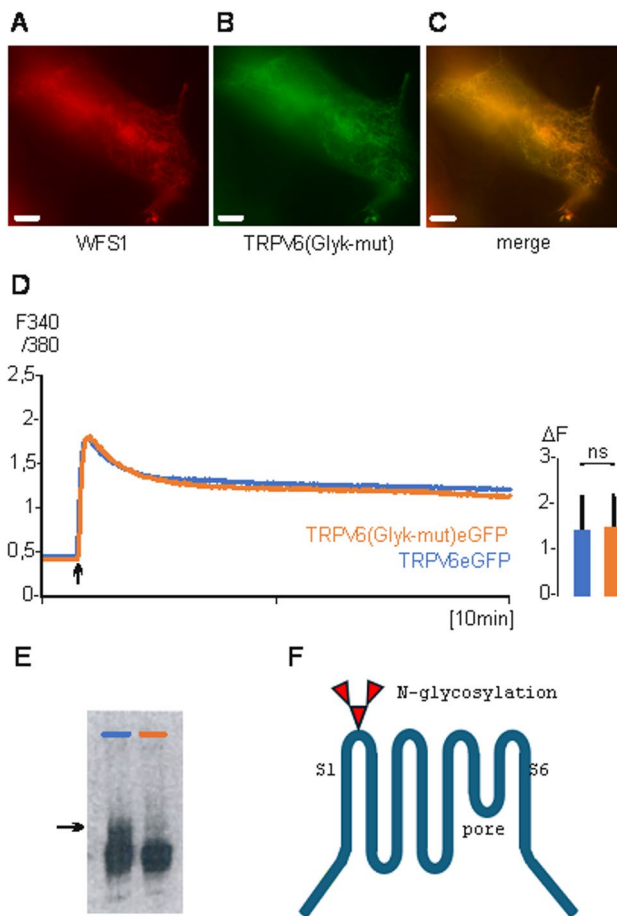 A
B
C
WFS1
TRPV6(Glyk-mut)
merge
D
F340
/380
2,5
2
1,5
1
0,5
0
TRPV6(Glyk-mut)eGFP
TRPV6eGFP
[10min]
ΔF
ns
3
2
1
0
E
F
N-glycosylation
S1
S6
pore